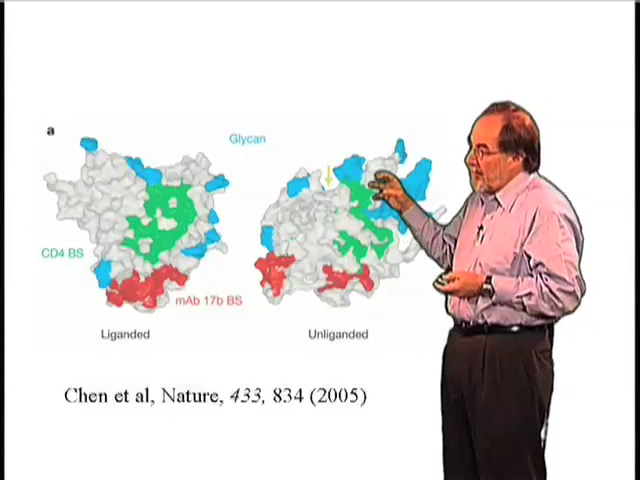 a
Glycan
CD4 BS
mAb 17b BS
Liganded
Unliganded
Chen et al, Nature, 433, 834 (2005)